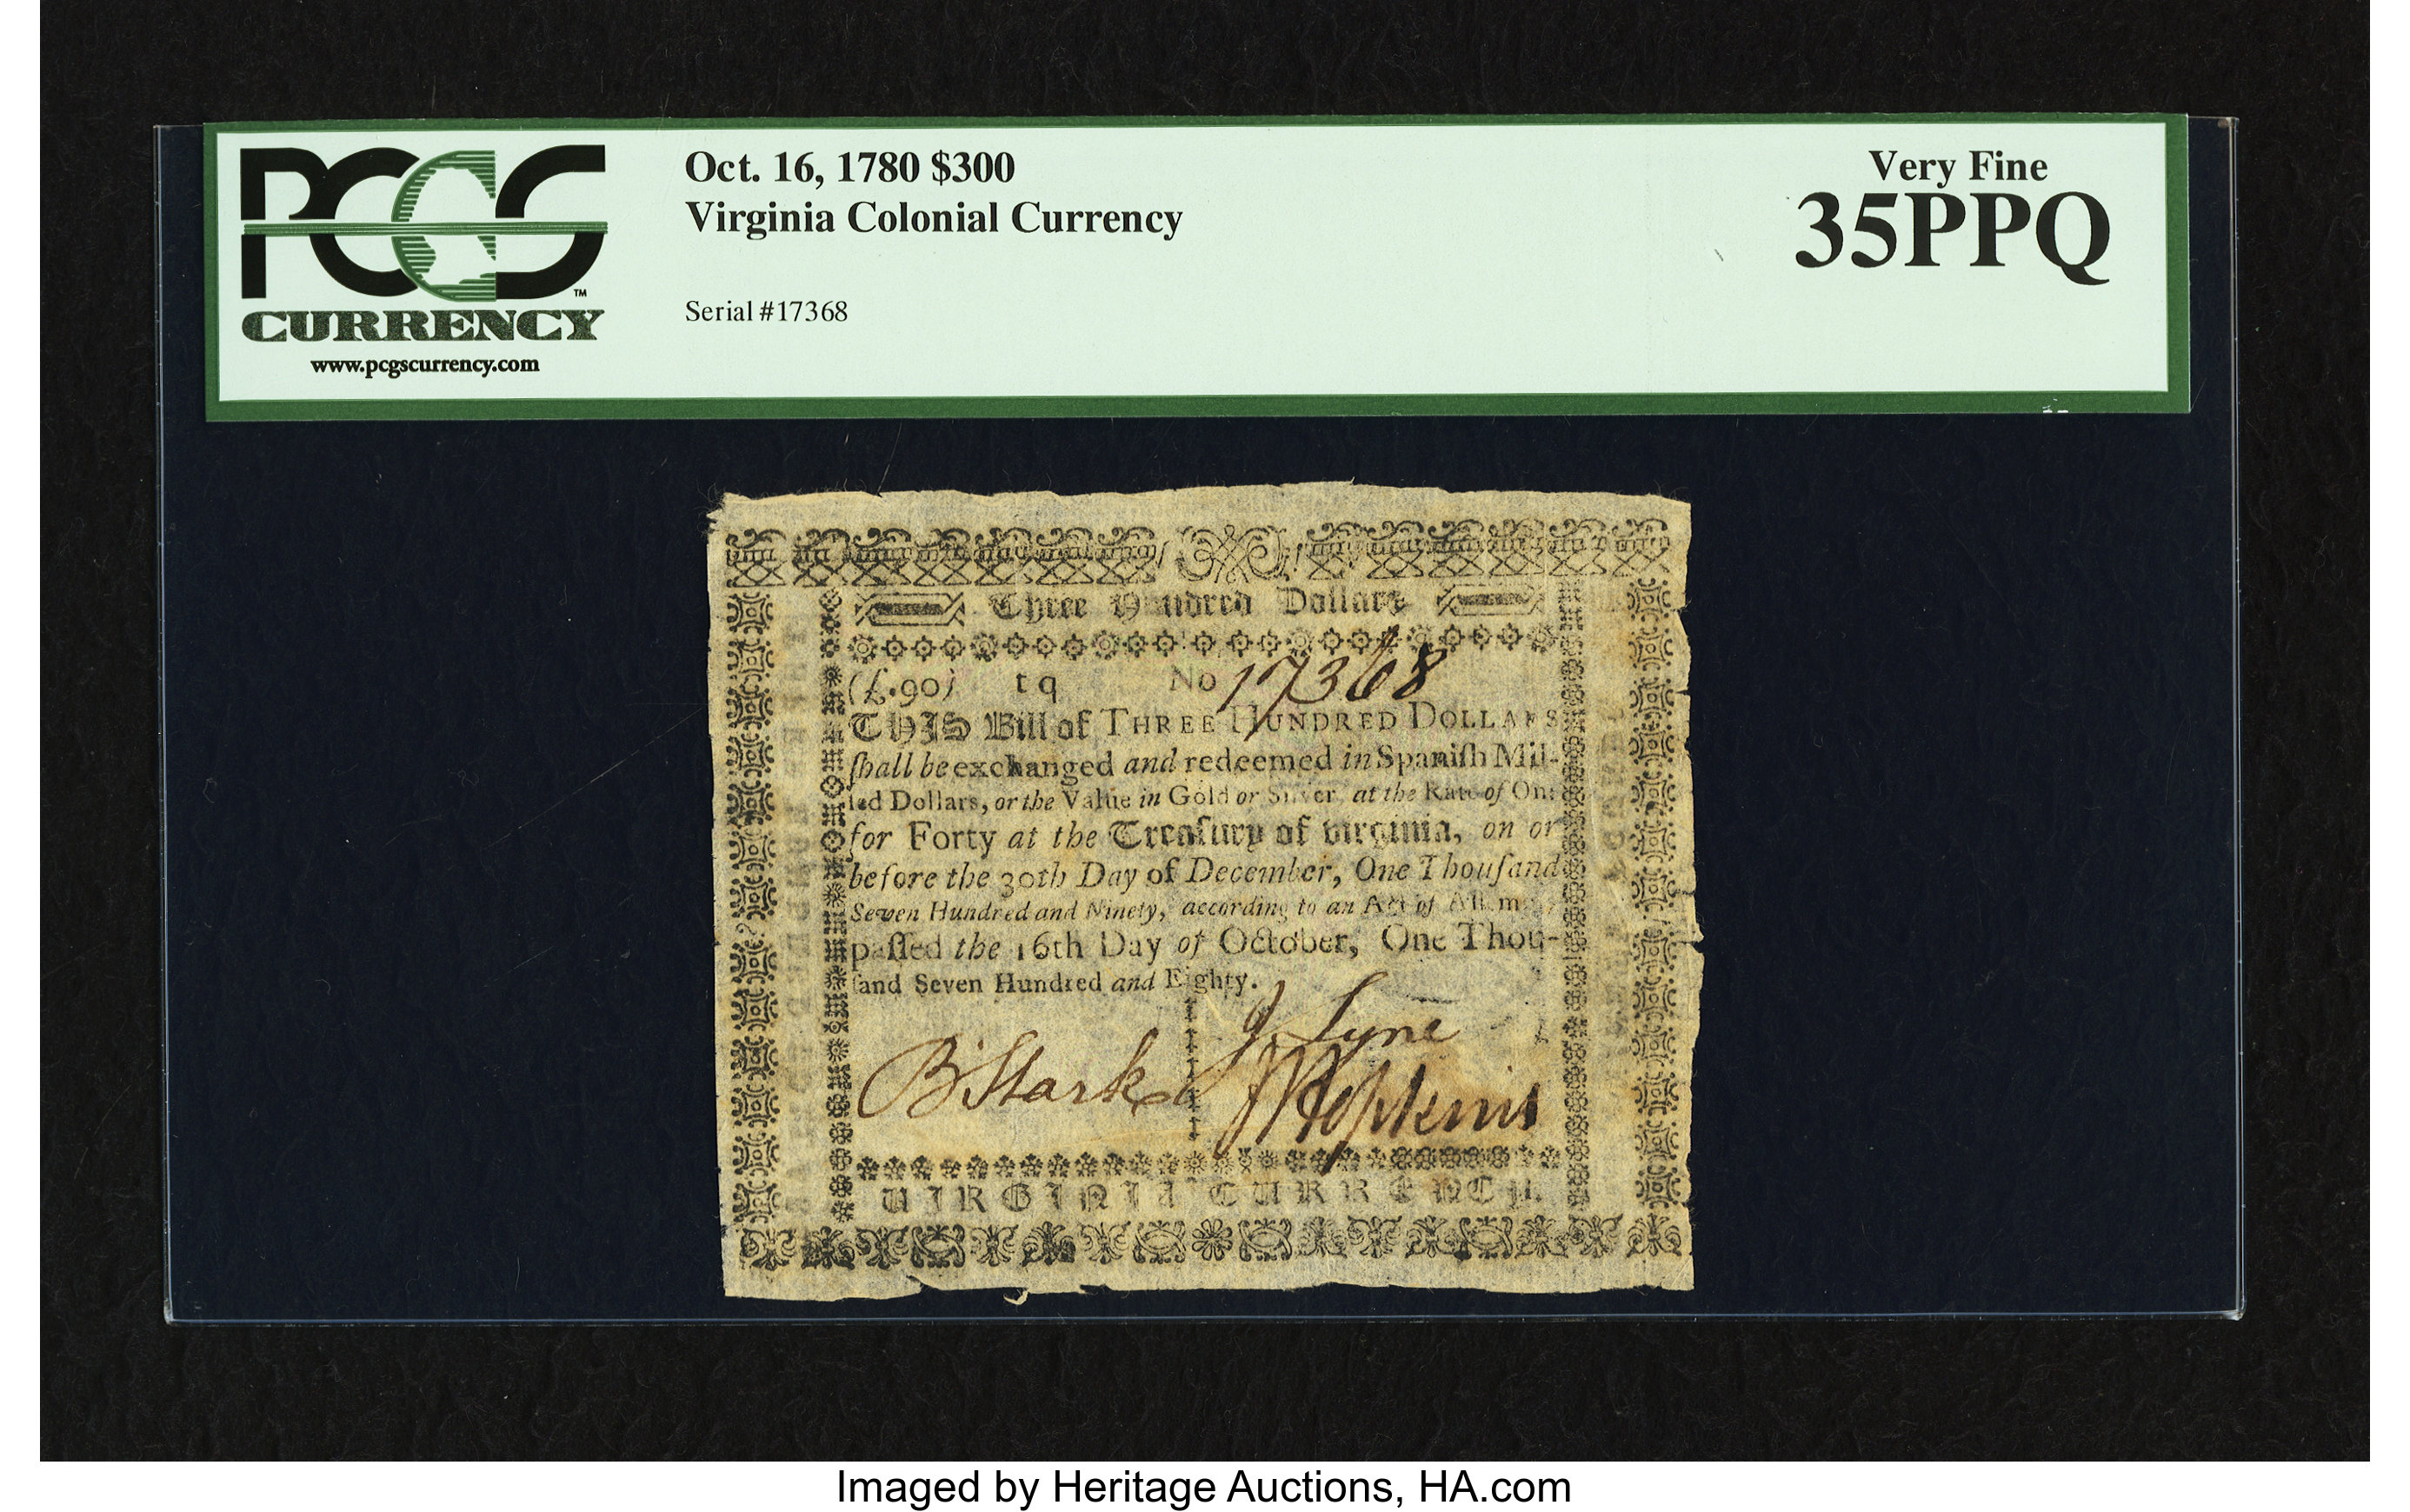 PCGS
TM
CURRENCY
www.pcgscurrency.com
Oct. 16, 1780 $300
Virginia Colonial Currency
Serial #17368
Very Fine
35PPQ
Three Hundred Dollars
(£.90) tq No 17368
THIS Bill of THREE HUNDRED DOLLARS
ſhall be exchanged and redeemed in Spaniſh Mil-
led Dollars, or the Value in Gold or Silver, at the Rate of One
for Forty at the Treaſury of Virginia, on or
before the 30th Day of December, One Thouſand
Seven Hundred and Ninety, according to an Act of
paſſed the 16th Day of October, One Thou-
ſand Seven Hundred and Eighty.
J Lyne
B Stark
J Hopkins
VIRGINIA CURRENCY.
Imaged by Heritage Auctions, HA.com